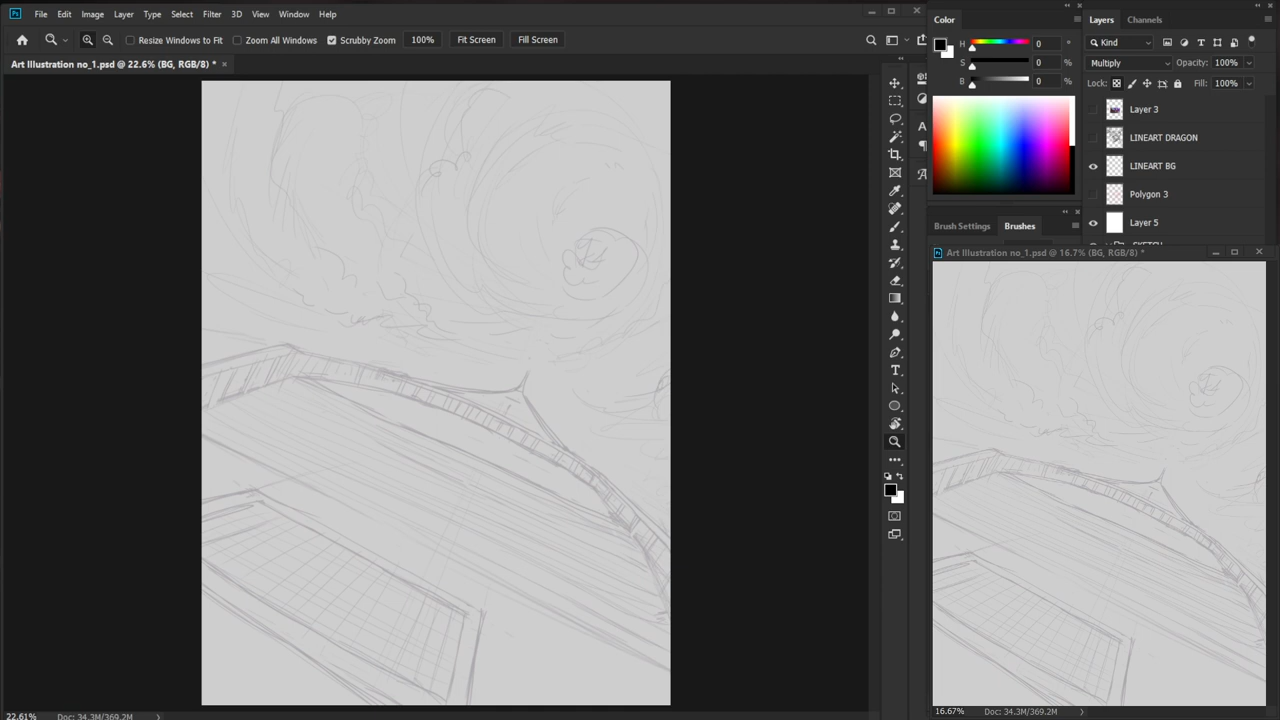 Ps File Edit Image Layer Type Select Filter 3D View Window Help
Resize Windows to Fit Zoom All Windows Scrubby Zoom 100% Fit Screen Fill Screen
Art Illustration no_1.psd @ 22.6% (BG, RGB/8) * ×
Color
H 0 °
S 0 %
B 0 %
Brush Settings Brushes
Layers Channels
Kind
Multiply Opacity: 100%
Lock: Fill: 100%
Layer 3
LINEART DRAGON
LINEART BG
Polygon 3
Layer 5
Art Illustration no_1.psd @ 16.7% (BG, RGB/8) *
22.61% Doc: 34.3M/369.2M
16.67% Doc: 34.3M/369.2M